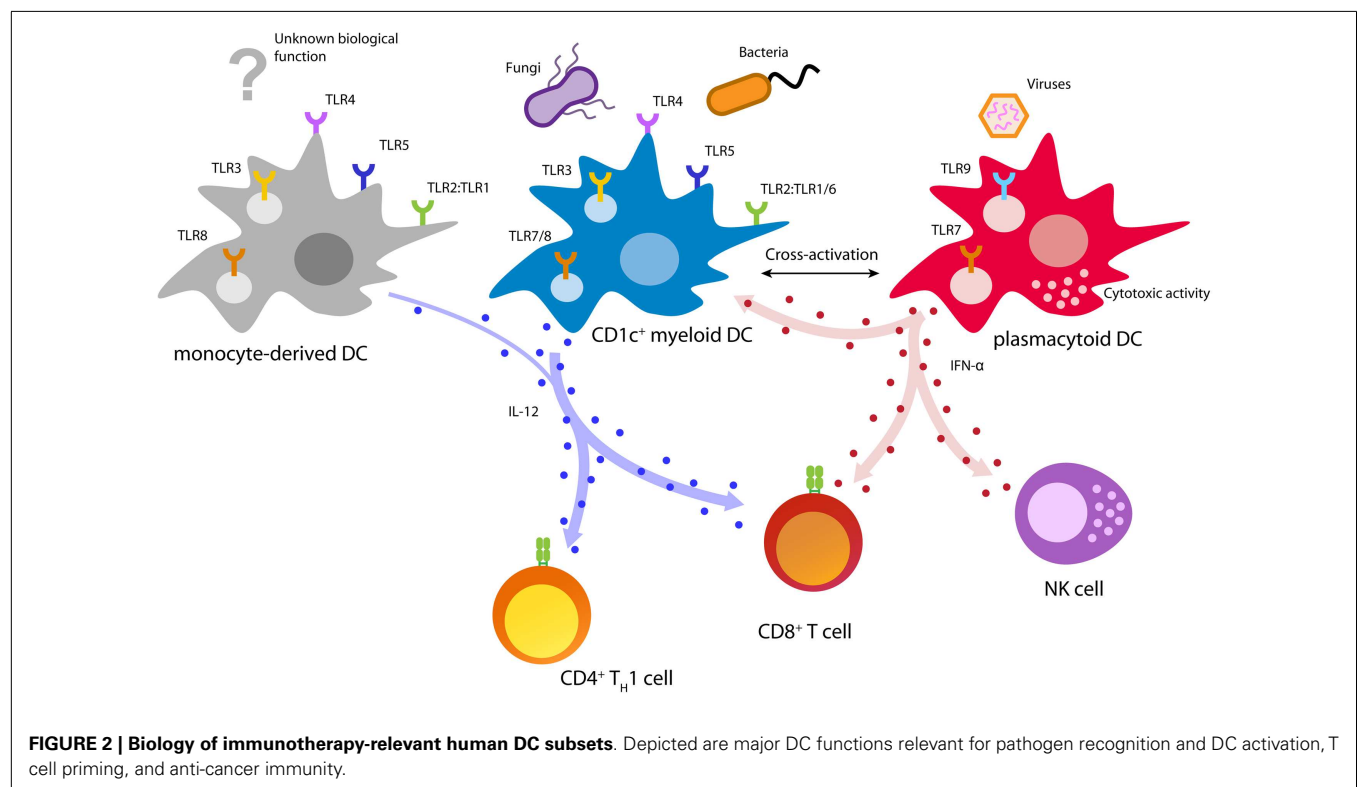 ?
Unknown biological
function
TLR4
TLR3
TLR5
TLR2:TLR1
TLR8
monocyte-derived DC
Fungi
Bacteria
TLR4
TLR3
TLR5
TLR2:TLR1/6
TLR7/8
CD1c⁺ myeloid DC
Cross-activation
Viruses
TLR9
TLR7
Cytotoxic activity
plasmacytoid DC
IL-12
IFN-α
CD4⁺ T_H1 cell
CD8⁺ T cell
NK cell
FIGURE 2 | Biology of immunotherapy-relevant human DC subsets. Depicted are major DC functions relevant for pathogen recognition and DC activation, T
cell priming, and anti-cancer immunity.